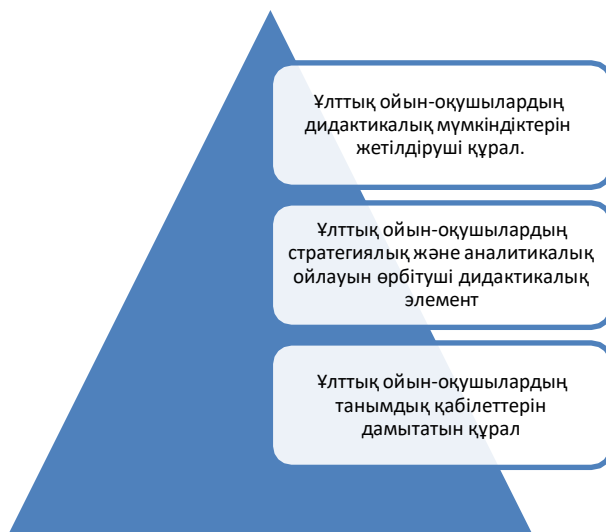 Ұлттық ойын-оқушылардың
дидактикалық мүмкіндіктерін
жетілдіруші құрал.
Ұлттық ойын-оқушылардың
стратегиялық және аналитикалық
ойлауын өрбітуші дидактикалық
элемент
Ұлттық ойын-оқушылардың
танымдық қабілеттерін
дамытатын құрал